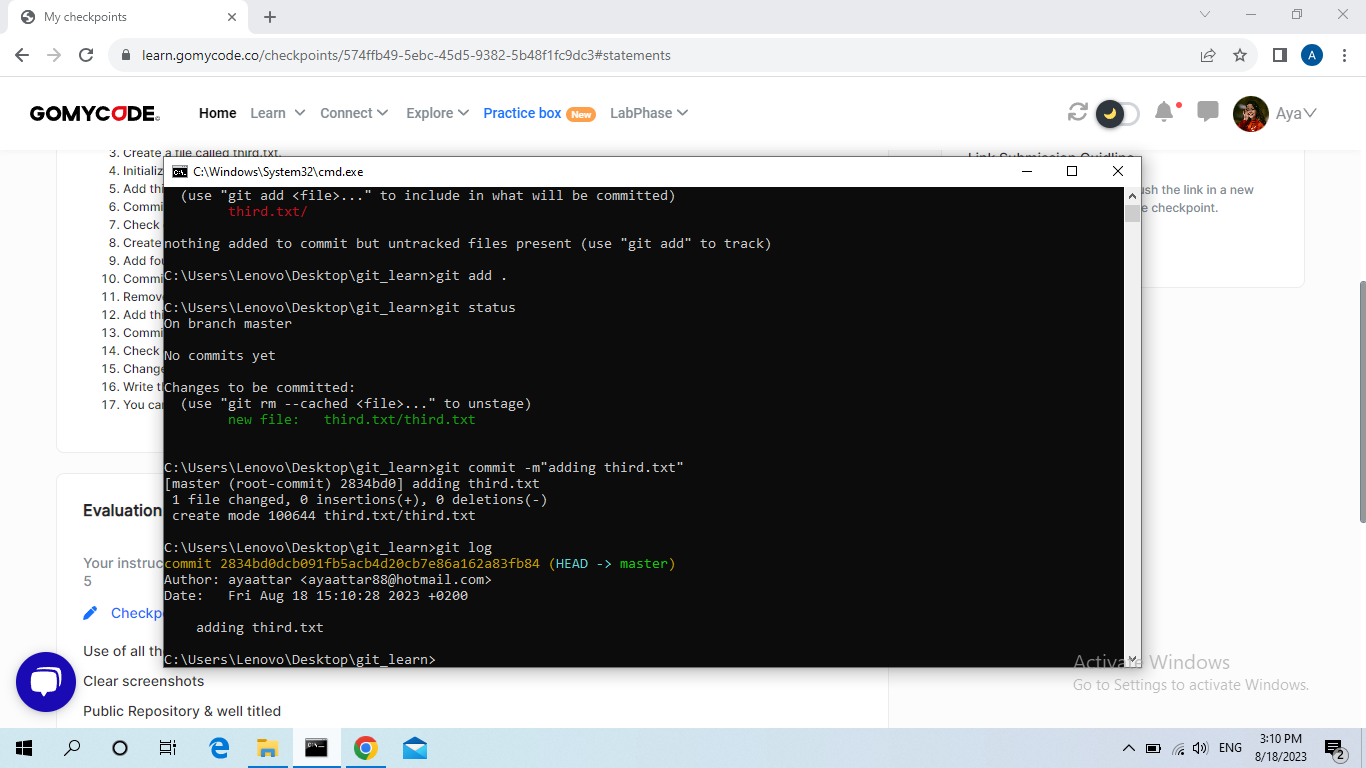 My checkpoints
learn.gomycode.co/checkpoints/574ffb49-5ebc-45d5-9382-5b48f1fc9dc3#statements
A
GOMYCODE
Home
Learn
Connect
Explore
Practice box
New
LabPhase
Aya
3. Create a file called third.txt.
4. Initializ
5. Add thi
6. Commi
7. Check
8. Create
9. Add fou
10. Commi
11. Remov
12. Add thi
13. Commi
14. Check
15. Change
16. Write t
17. You ca
Link Submission Guidline
ush the link in a new
e checkpoint.
C:\Windows\System32\cmd.exe
(use "git add <file>..." to include in what will be committed)
third.txt/
nothing added to commit but untracked files present (use "git add" to track)
C:\Users\Lenovo\Desktop\git_learn>git add .
C:\Users\Lenovo\Desktop\git_learn>git status
On branch master
No commits yet
Changes to be committed:
(use "git rm --cached <file>..." to unstage)
new file:   third.txt/third.txt
C:\Users\Lenovo\Desktop\git_learn>git commit -m"adding third.txt"
[master (root-commit) 2834bd0] adding third.txt
1 file changed, 0 insertions(+), 0 deletions(-)
create mode 100644 third.txt/third.txt
C:\Users\Lenovo\Desktop\git_learn>git log
commit 2834bd0dcb091fb5acb4d20cb7e86a162a83fb84 (HEAD -> master)
Author: ayaattar <ayaattar88@hotmail.com>
Date:   Fri Aug 18 15:10:28 2023 +0200
adding third.txt
C:\Users\Lenovo\Desktop\git_learn>
Evaluation
Your instruc
5
Checkp
Use of all th
Clear screenshots
Public Repository & well titled
Activate Windows
Go to Settings to activate Windows.
ENG
3:10 PM
8/18/2023
2